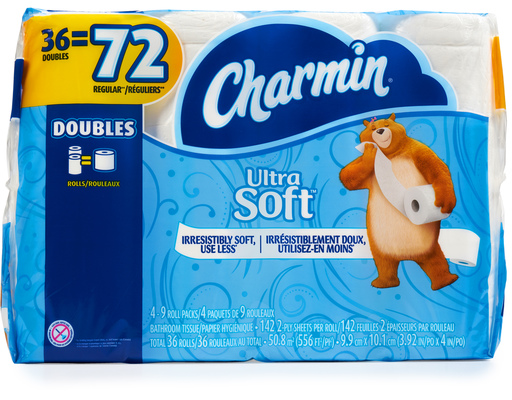 36=72
DOUBLES
REGULAR**/RÉGULIERS**
Charmin®
DOUBLES
=
ROLLS/ROULEAUX
Ultra
Soft™
IRRESISTIBLY SOFT, | IRRÉSISTIBLEMENT DOUX,
USE LESS* | UTILISEZ-EN MOINS*
4 - 9 ROLL PACKS/4 PAQUETS DE 9 ROULEAUX
BATHROOM TISSUE/PAPIER HYGIÉNIQUE • 142 2-PLY SHEETS PER ROLL/142 FEUILLES 2 ÉPAISSEURS PAR ROULEAU
TOTAL 36 ROLLS/36 ROULEAUX AU TOTAL • 50.8 m² (556 FT²/PI²) • 9.9 cm X 10.1 cm (3.92 IN/PO X 4 IN/PO)